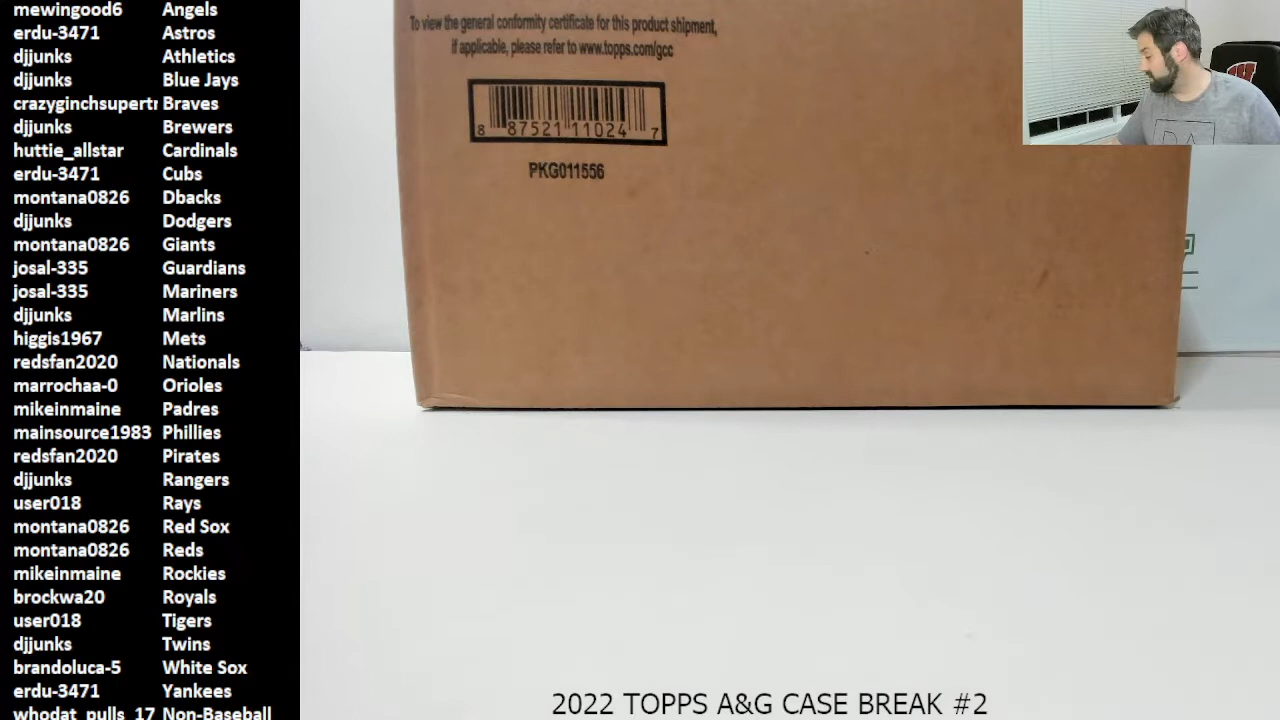 mewingood6 Angels
erdu-3471 Astros
djjunks Athletics
djjunks Blue Jays
crazyginchsupertr Braves
djjunks Brewers
huttie_allstar Cardinals
erdu-3471 Cubs
montana0826 Dbacks
djjunks Dodgers
montana0826 Giants
josal-335 Guardians
josal-335 Mariners
djjunks Marlins
higgis1967 Mets
redsfan2020 Nationals
marrochaa-0 Orioles
mikeinmaine Padres
mainsource1983 Phillies
redsfan2020 Pirates
djjunks Rangers
user018 Rays
montana0826 Red Sox
montana0826 Reds
mikeinmaine Rockies
brockwa20 Royals
user018 Tigers
djjunks Twins
brandoluca-5 White Sox
erdu-3471 Yankees
whodat_pulls_17 Non-Baseball
To view the general conformity certificate for this product shipment,
if applicable, please refer to www.topps.com/gcc
8 87521 11024 7
PKG011556
W
2022 TOPPS A&G CASE BREAK #2